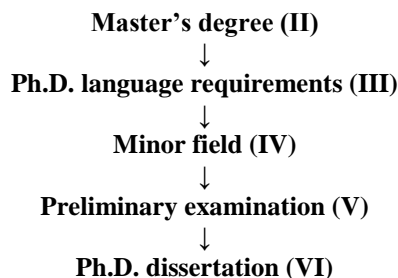 Master’s degree (II)
↓
Ph.D. language requirements (III)
↓
Minor field (IV)
↓
Preliminary examination (V)
↓
Ph.D. dissertation (VI)